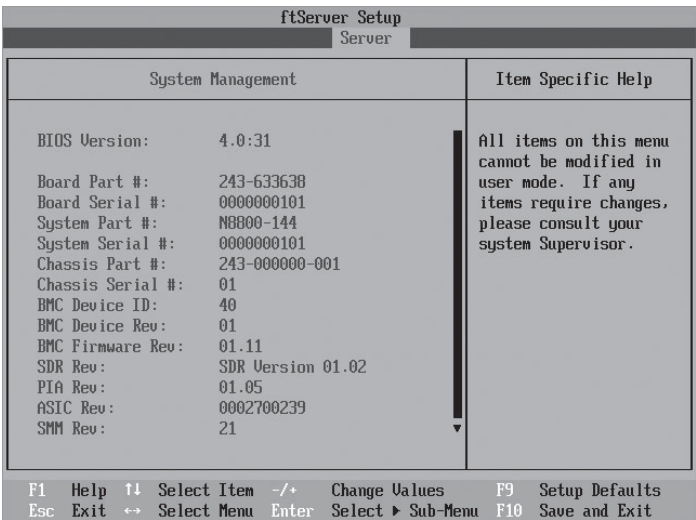 ftServer Setup
Server
System Management
BIOS Version: 4.0:31
Board Part #: 243-633638
Board Serial #: 0000000101
System Part #: N8800-144
System Serial #: 0000000101
Chassis Part #: 243-000000-001
Chassis Serial #: 01
BMC Device ID: 40
BMC Device Rev: 01
BMC Firmware Rev: 01.11
SDR Rev: SDR Version 01.02
PIA Rev: 01.05
ASIC Rev: 0002700239
SMM Rev: 21
Item Specific Help
All items on this menu
cannot be modified in
user mode. If any
items require changes,
please consult your
system Supervisor.
F1 Help ↑↓ Select Item -/+ Change Values F9 Setup Defaults
Esc Exit ↔ Select Menu Enter Select ▶ Sub-Menu F10 Save and Exit